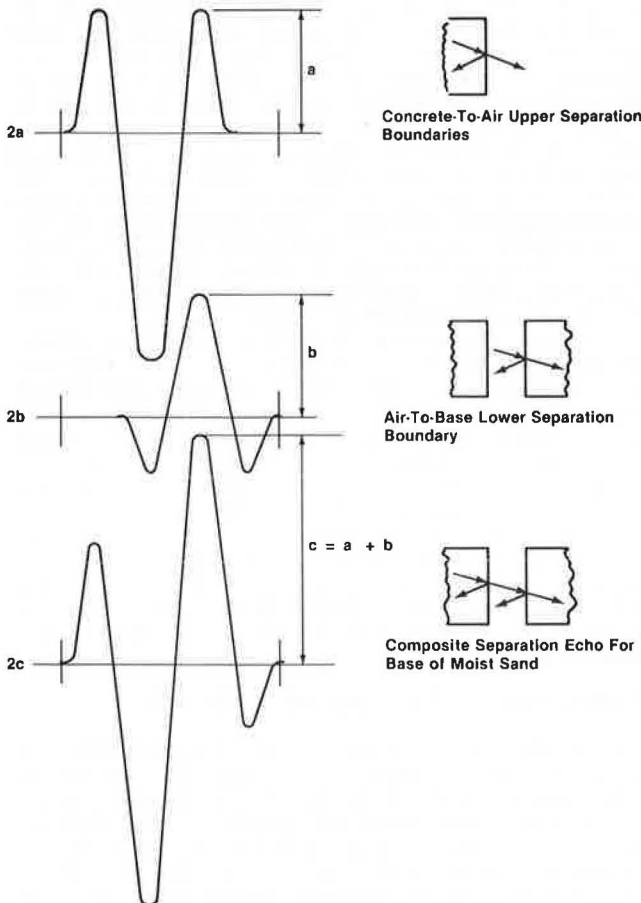 a
2a
Concrete-To-Air Upper Separation
Boundaries
b
2b
Air-To-Base Lower Separation
Boundary
c = a + b
2c
Composite Separation Echo For
Base of Moist Sand